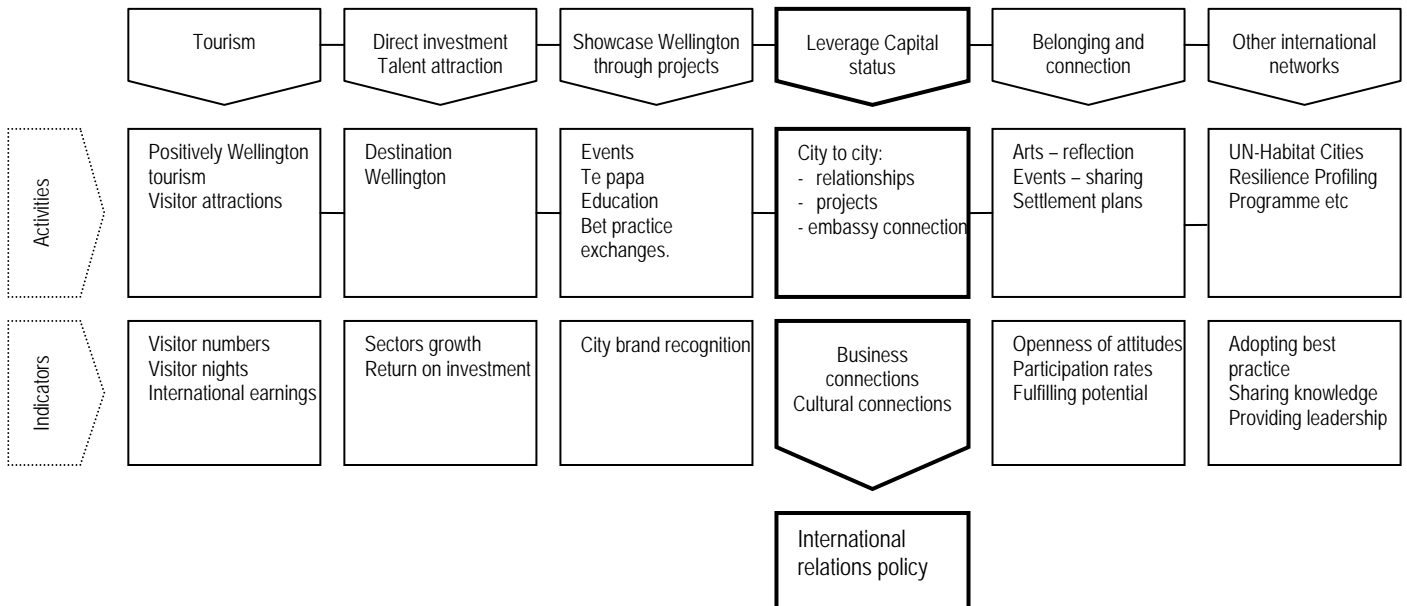 Tourism
Direct investment
Talent attraction
Showcase Wellington
through projects
Leverage Capital
status
Belonging and
connection
Other international
networks
Activities
Positively Wellington
tourism
Visitor attractions
Destination
Wellington
Events
Te papa
Education
Bet practice
exchanges.
City to city:
- relationships
- projects
- embassy connection
Arts – reflection
Events – sharing
Settlement plans
UN-Habitat Cities
Resilience Profiling
Programme etc
Indicators
Visitor numbers
Visitor nights
International earnings
Sectors growth
Return on investment
City brand recognition
Business
connections
Cultural connections
Openness of attitudes
Participation rates
Fulfilling potential
Adopting best
practice
Sharing knowledge
Providing leadership
International
relations policy